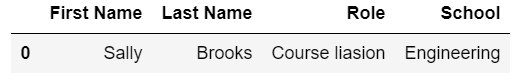 First Name Last Name Role School
0 Sally Brooks Course liasion Engineering